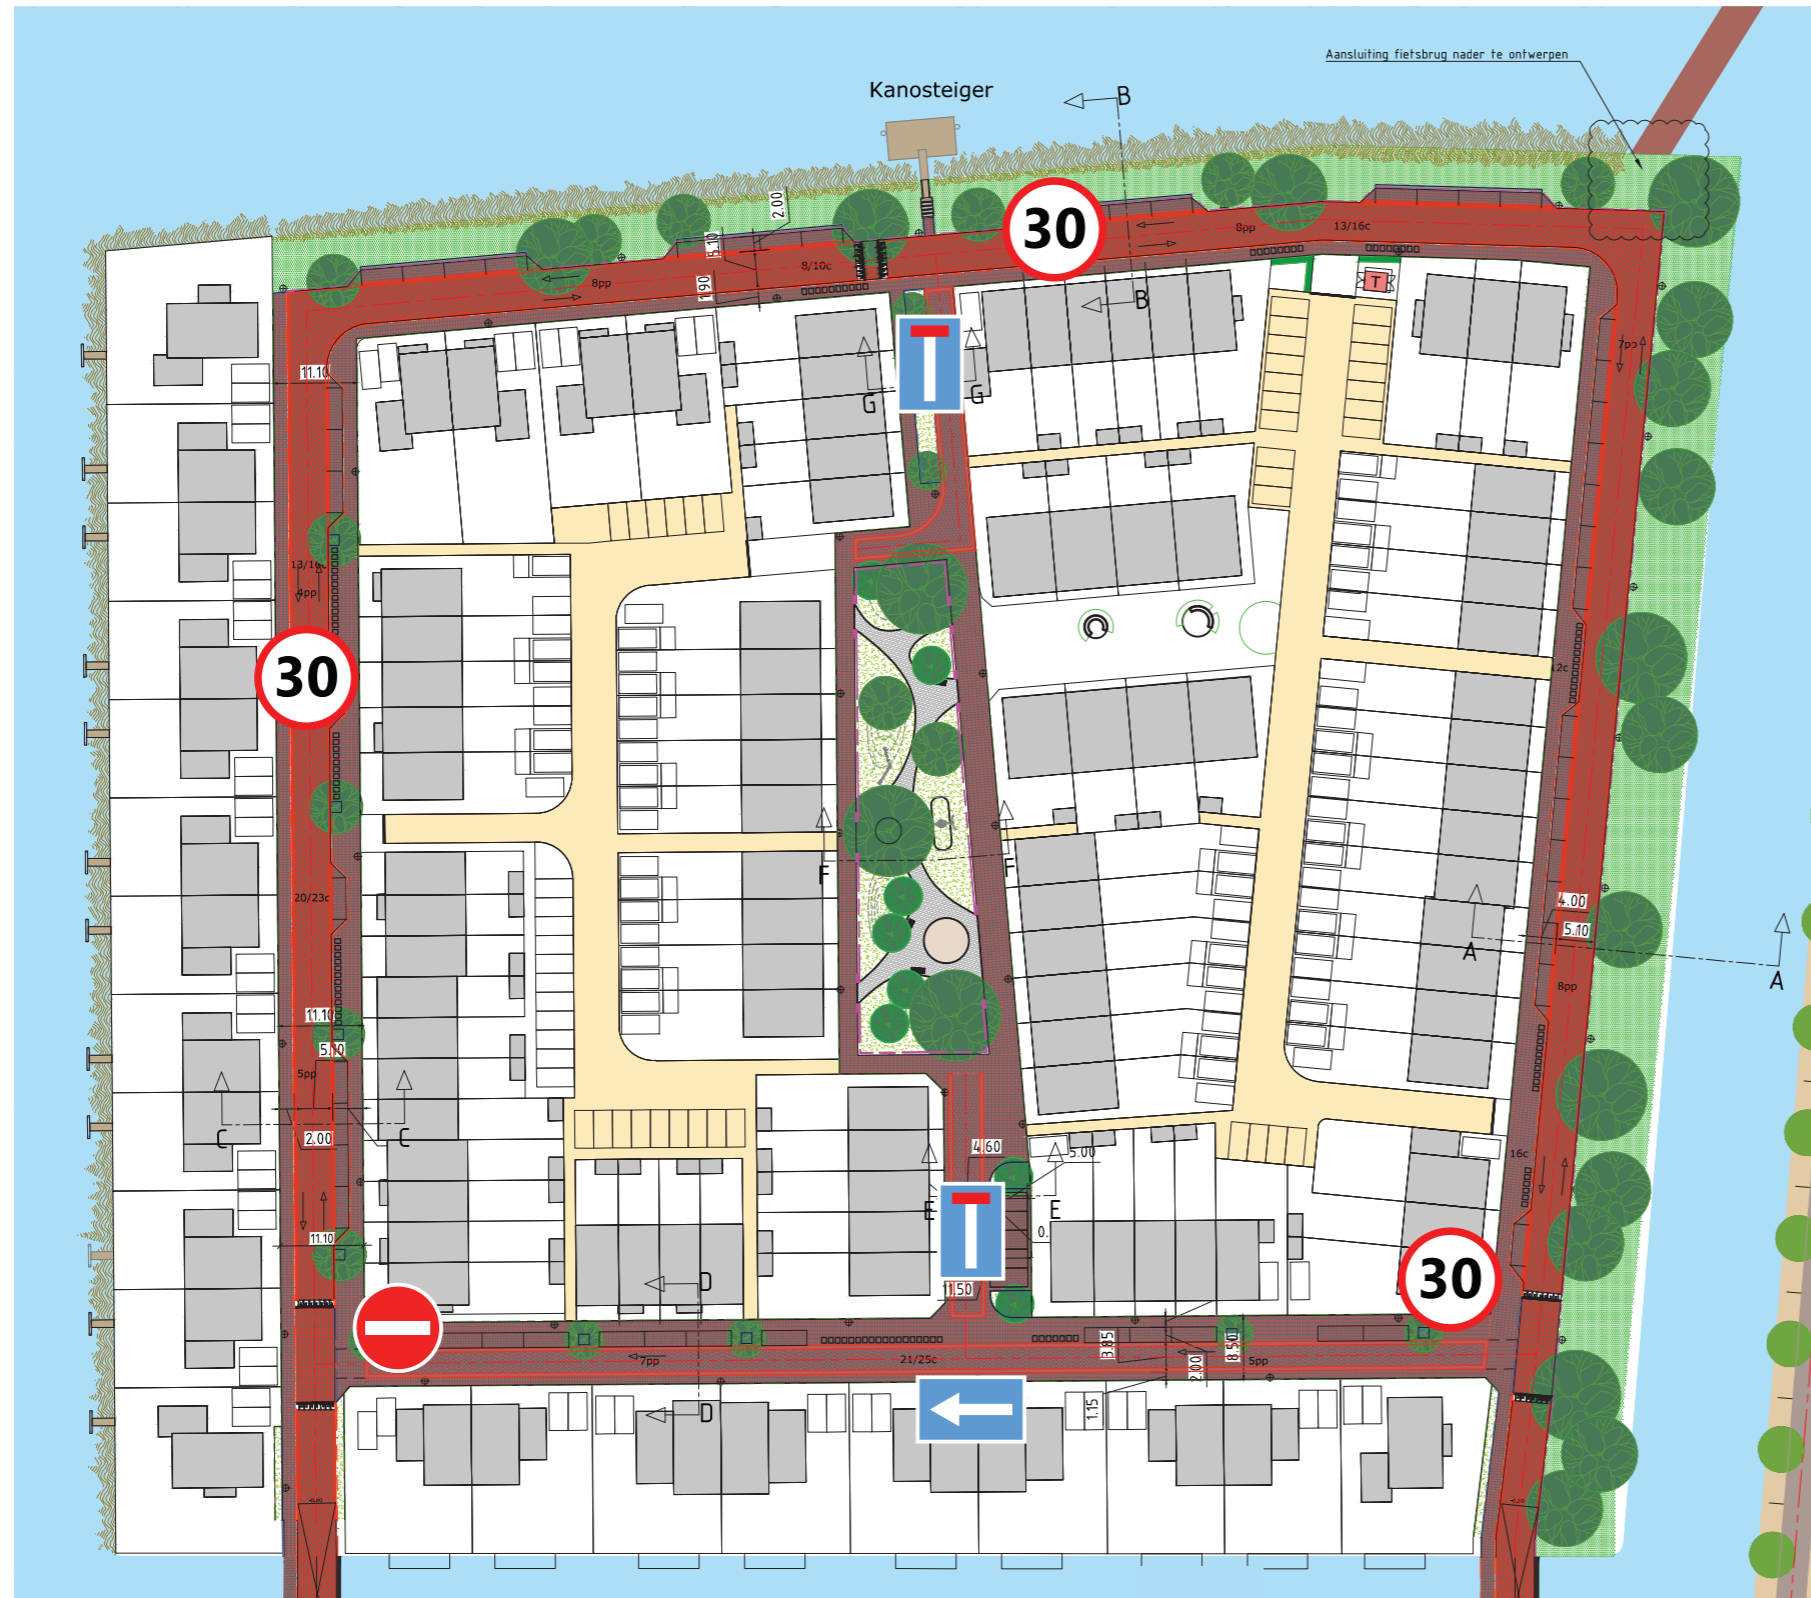 Aansluiting fietsbrug nader te ontwerpen
Kanosteiger
B
2.00
30
8pp
13/16c
8/10c
8pp
1.90
B
T
7pp
11.10
G
G
13/16c
4pp
30
12c
F
F
20/23c
4.00
5.10
A
A
8pp
11.10
5.10
5pp
C
2.00
C
4.60
5.00
16c
E
E
11.10
0.
D
11.50
30
3.85
8.50
2.00
7pp
21/25c
5pp
1.15
D